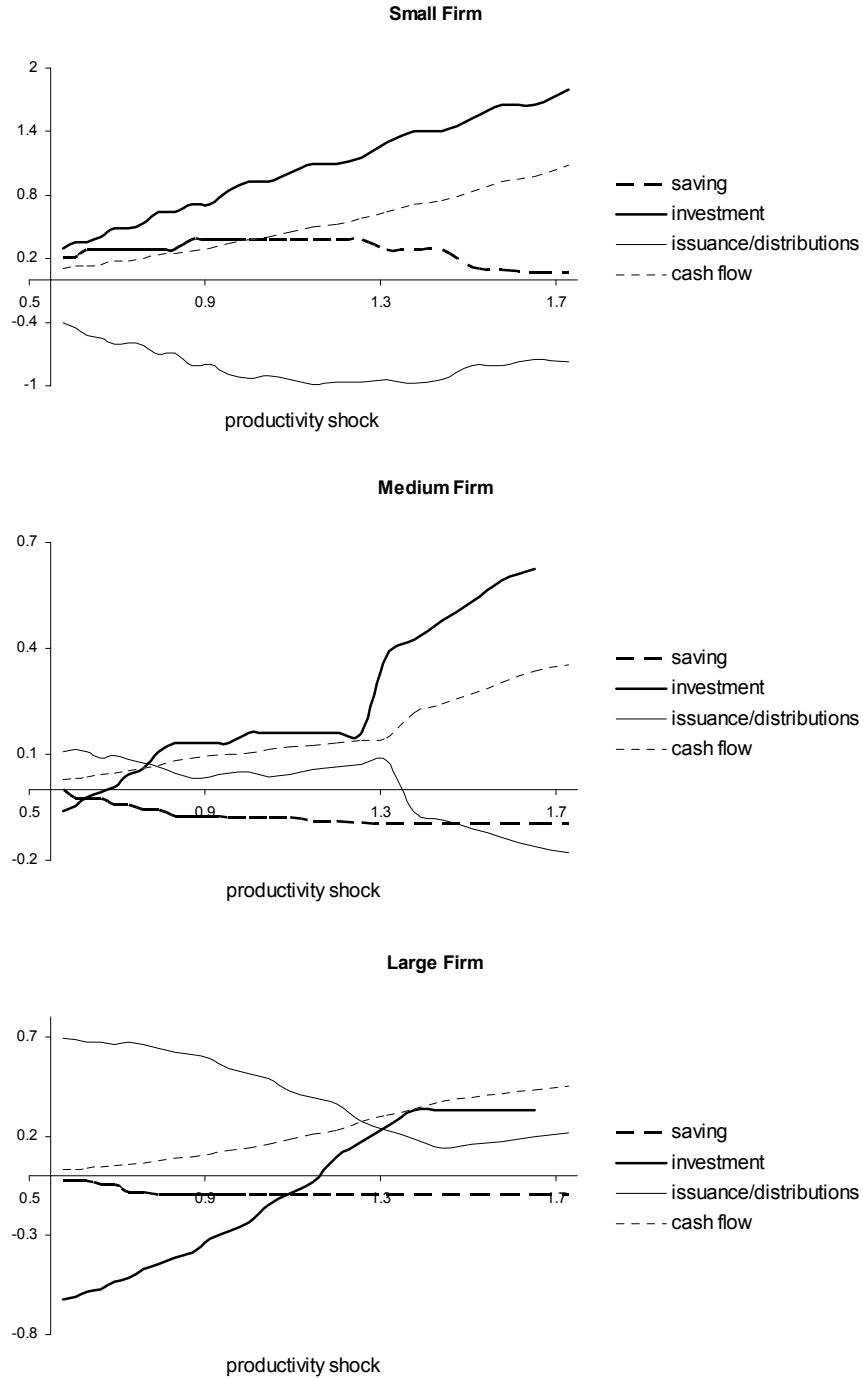 Small Firm
2
1.4
0.8
0.2
-0.4
-1
0.5 0.9 1.3 1.7
productivity shock
saving
investment
issuance/distributions
cash flow
Medium Firm
0.7
0.4
0.1
-0.2
0.5 0.9 1.3 1.7
productivity shock
saving
investment
issuance/distributions
cash flow
Large Firm
0.7
0.2
-0.3
-0.8
0.5 0.9 1.3 1.7
productivity shock
saving
investment
issuance/distributions
cash flow